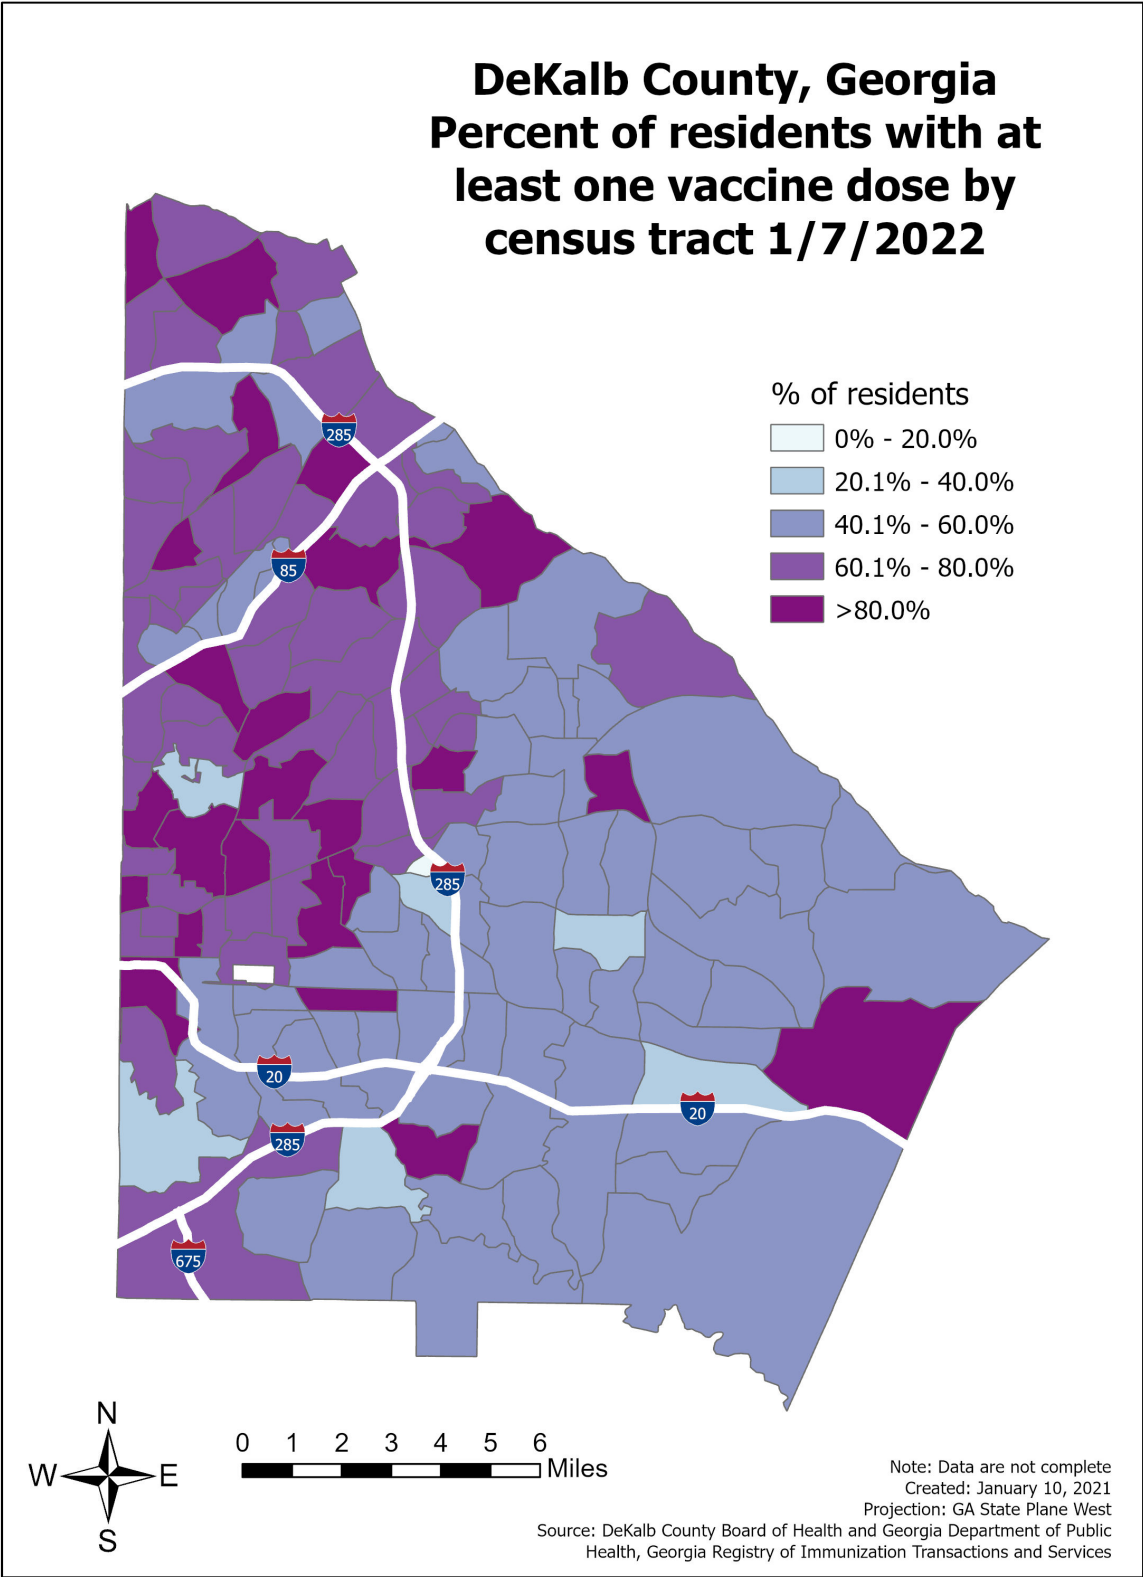 DeKalb County, Georgia
Percent of residents with at
least one vaccine dose by
census tract 1/7/2022
% of residents
0% - 20.0%
20.1% - 40.0%
40.1% - 60.0%
60.1% - 80.0%
>80.0%
285
85
285
20
20
285
675
N
W E
S
0 1 2 3 4 5 6
Miles
Note: Data are not complete
Created: January 10, 2021
Projection: GA State Plane West
Source: DeKalb County Board of Health and Georgia Department of Public
Health, Georgia Registry of Immunization Transactions and Services